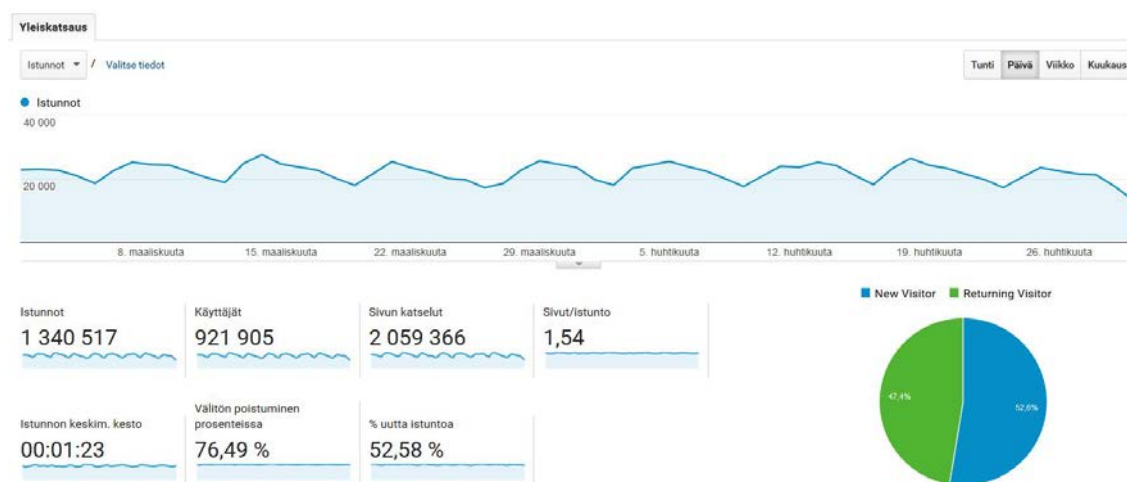 Yleiskatsaus
Istunnot / Valitse tiedot
Tunti Päivä Viikko Kuukaus
Istunnot
40 000
20 000
8. maaliskuuta 15. maaliskuuta 22. maaliskuuta 29. maaliskuuta 5. huhtikuuta 12. huhtikuuta 19. huhtikuuta 26. huhtikuuta
New Visitor Returning Visitor
Istunnot Käyttäjät Sivun katselut Sivut/istunto
1 340 517 921 905 2 059 366 1,54
47,4% 52,6%
Istunnon keskim. kesto Välitön poistuminen prosenteissa % uutta istuntoa
00:01:23 76,49 % 52,58 %